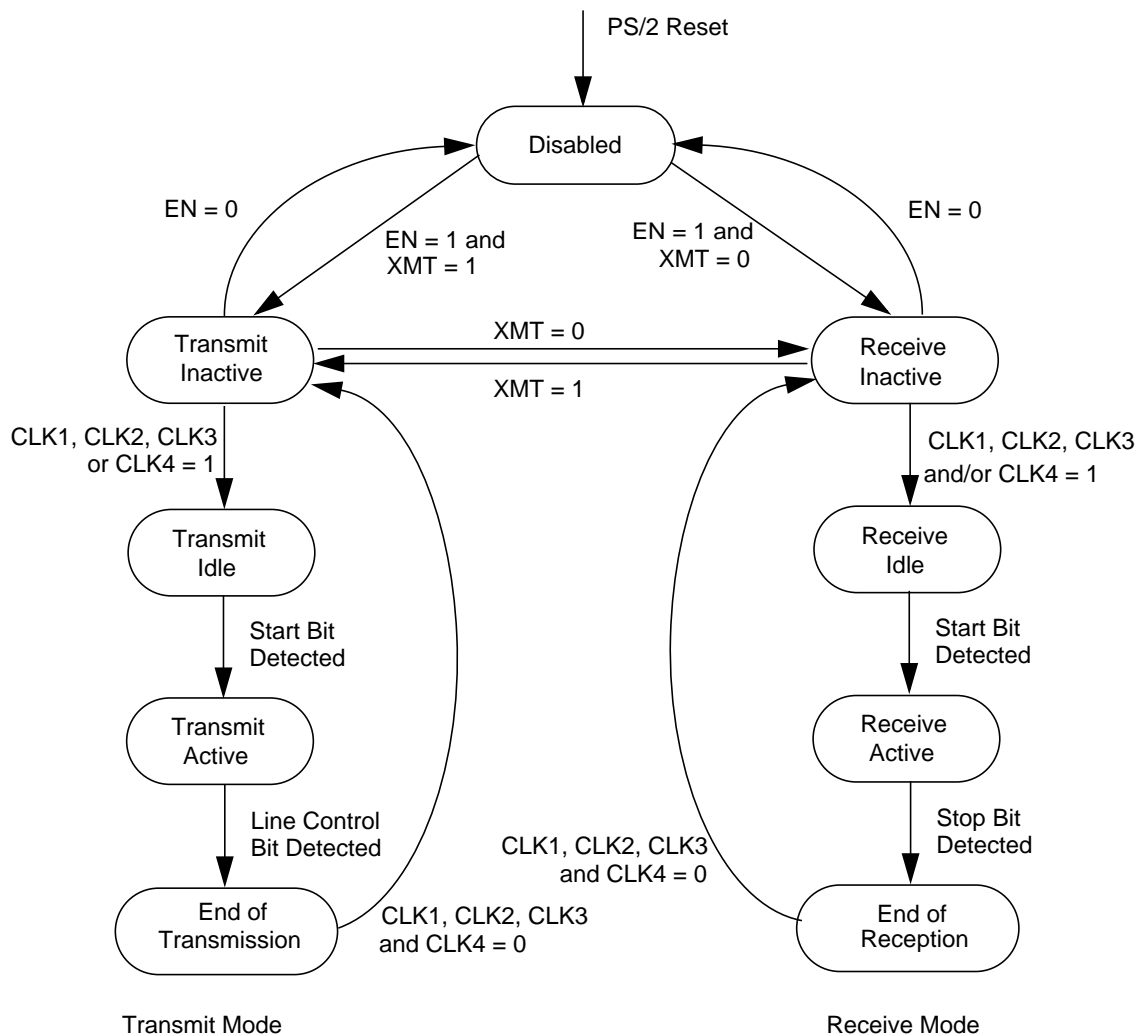 PS/2 Reset
Disabled
EN = 0
EN = 1 and
XMT = 1
EN = 1 and
XMT = 0
EN = 0
Transmit
Inactive
XMT = 0
XMT = 1
Receive
Inactive
CLK1, CLK2, CLK3
or CLK4 = 1
CLK1, CLK2, CLK3
and/or CLK4 = 1
Transmit
Idle
Receive
Idle
Start Bit
Detected
Start Bit
Detected
Transmit
Active
Receive
Active
Line Control
Bit Detected
Stop Bit
Detected
CLK1, CLK2, CLK3
and CLK4 = 0
End of
Transmission
CLK1, CLK2, CLK3
and CLK4 = 0
End of
Reception
Transmit Mode
Receive Mode